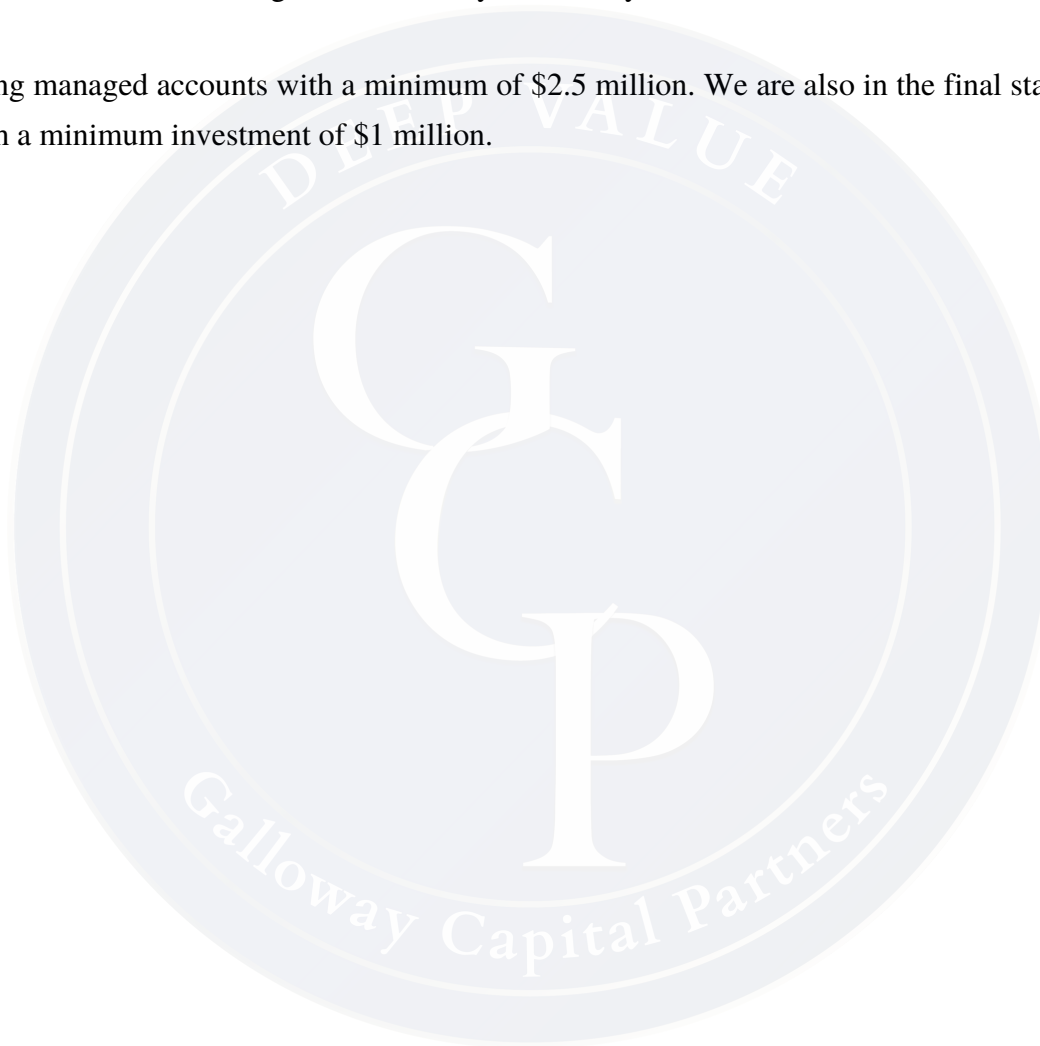 ng managed accounts with a minimum of $2.5 million. We are also in the final sta
a minimum investment of $1 million.
DEEP VALUE
GCP
Galloway Capital Partners